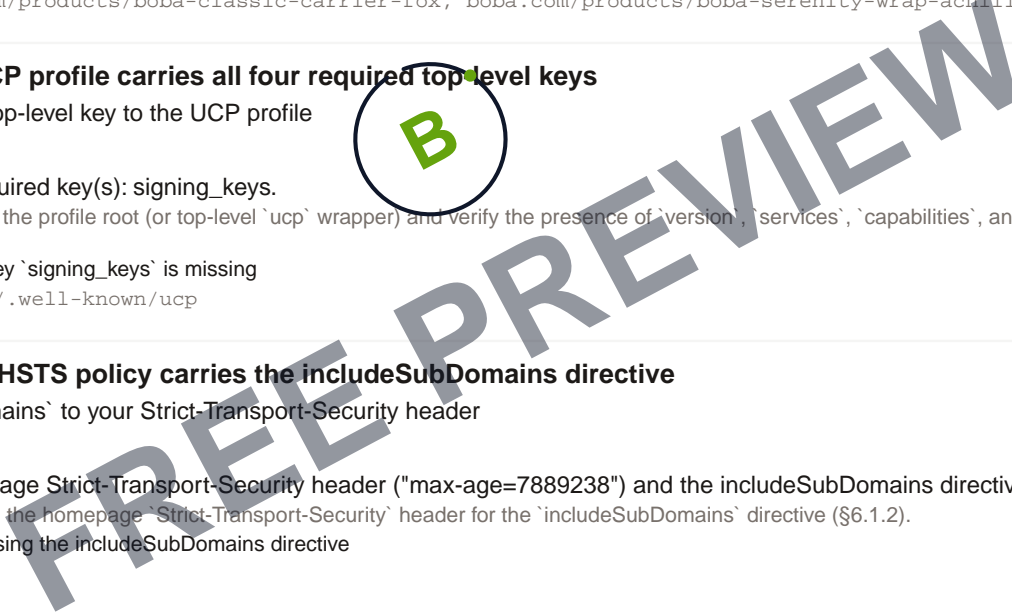 /products/boba-classic-carrier-fox, boba.com/products/boba-serenity-wrap-achill
CP profile carries all four required top-level keys
op-level key to the UCP profile
B
uired key(s): signing_keys.
the profile root (or top-level `ucp` wrapper) and verify the presence of `version`, `services`, `capabilities`, an
ey `signing_keys` is missing
/.well-known/ucp
HSTS policy carries the includeSubDomains directive
ains` to your Strict-Transport-Security header
age Strict-Transport-Security header ("max-age=7889238") and the includeSubDomains directiv
the homepage `Strict-Transport-Security` header for the `includeSubDomains` directive (§6.1.2).
sing the includeSubDomains directive
FREE PREVIEW